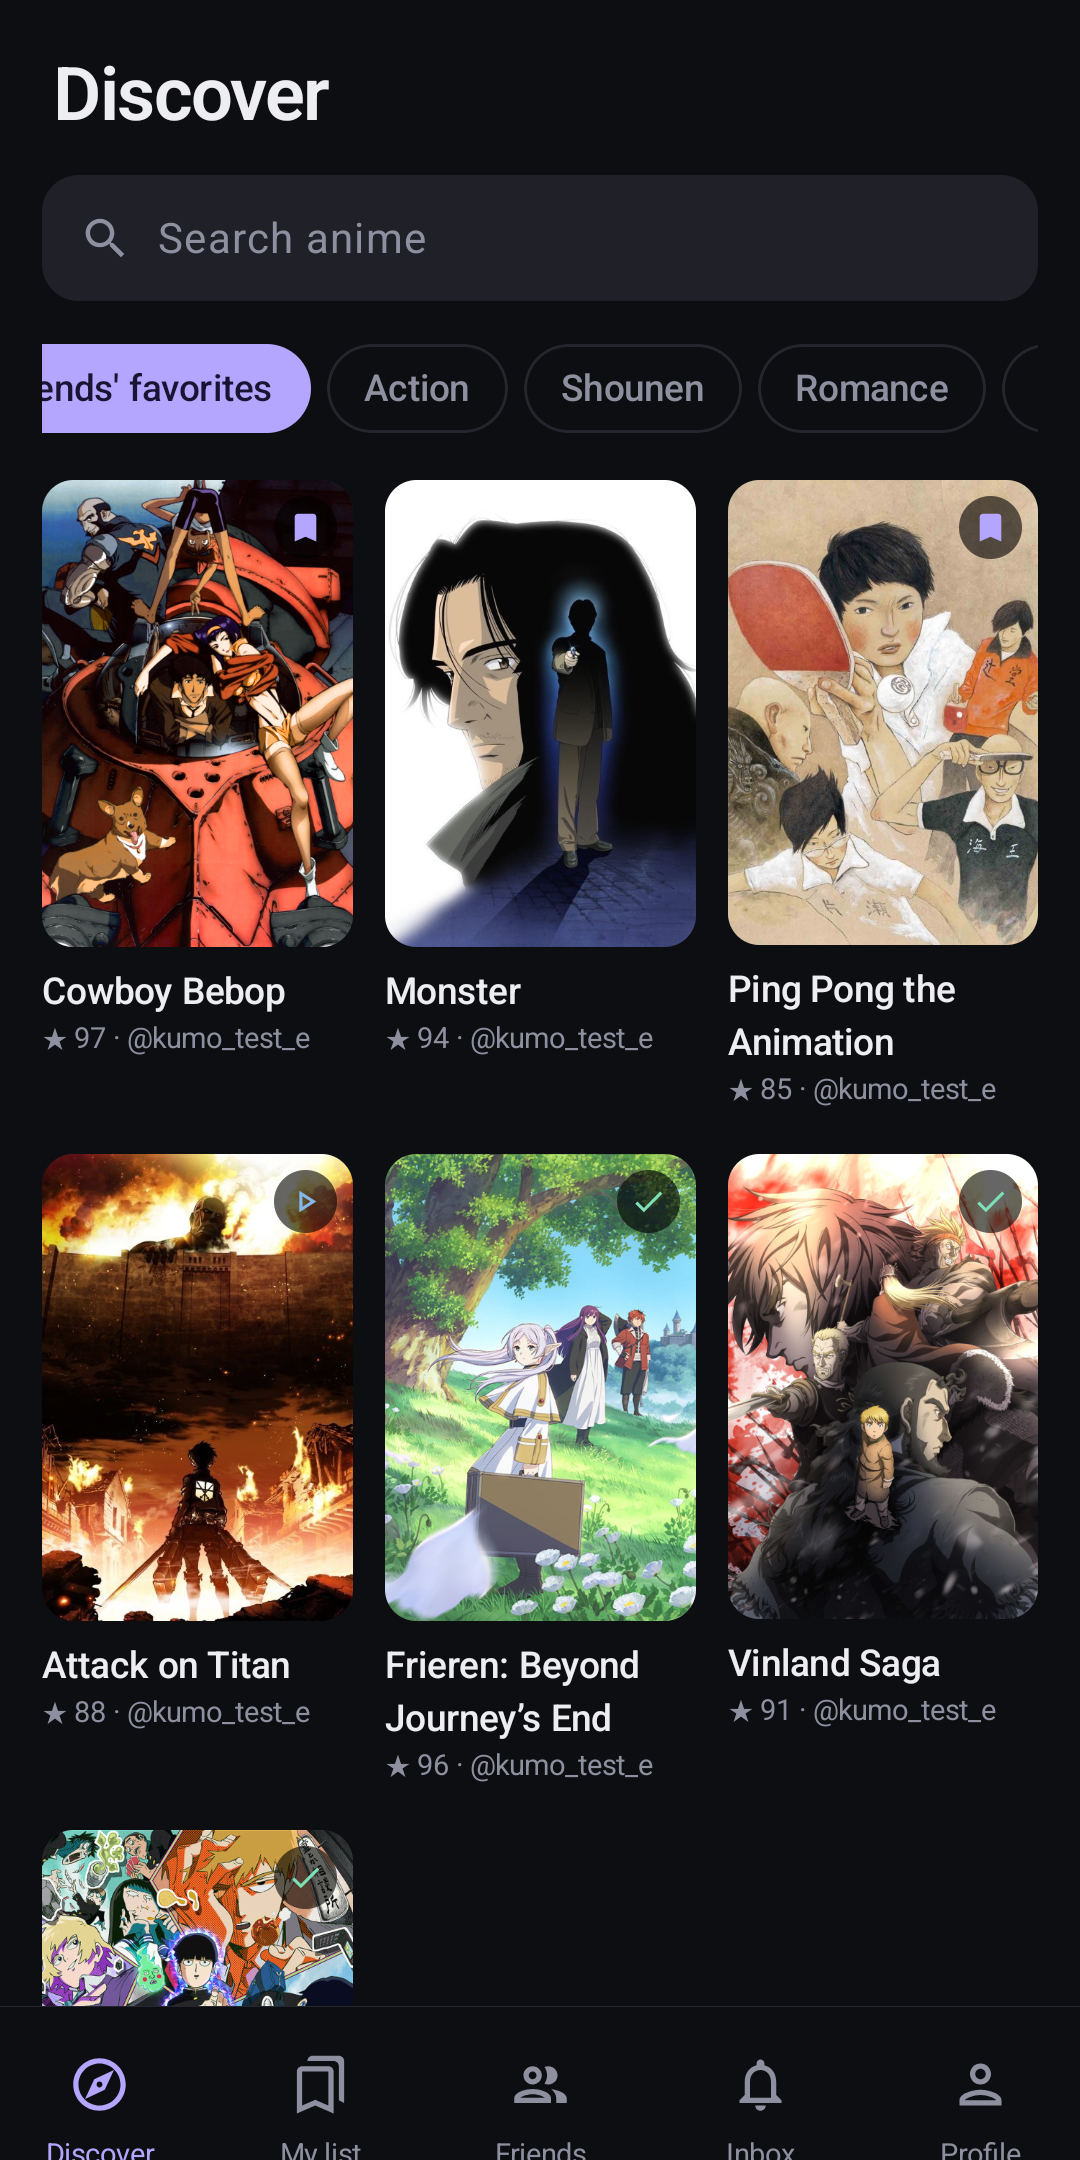 Discover
Search anime
ends' favorites
Action
Shounen
Romance
Cowboy Bebop
★ 97 · @kumo_test_e
Monster
★ 94 · @kumo_test_e
Ping Pong the
Animation
★ 85 · @kumo_test_e
Attack on Titan
★ 88 · @kumo_test_e
Frieren: Beyond
Journey’s End
★ 96 · @kumo_test_e
Vinland Saga
★ 91 · @kumo_test_e
Discover
My list
Friends
Inbox
Profile